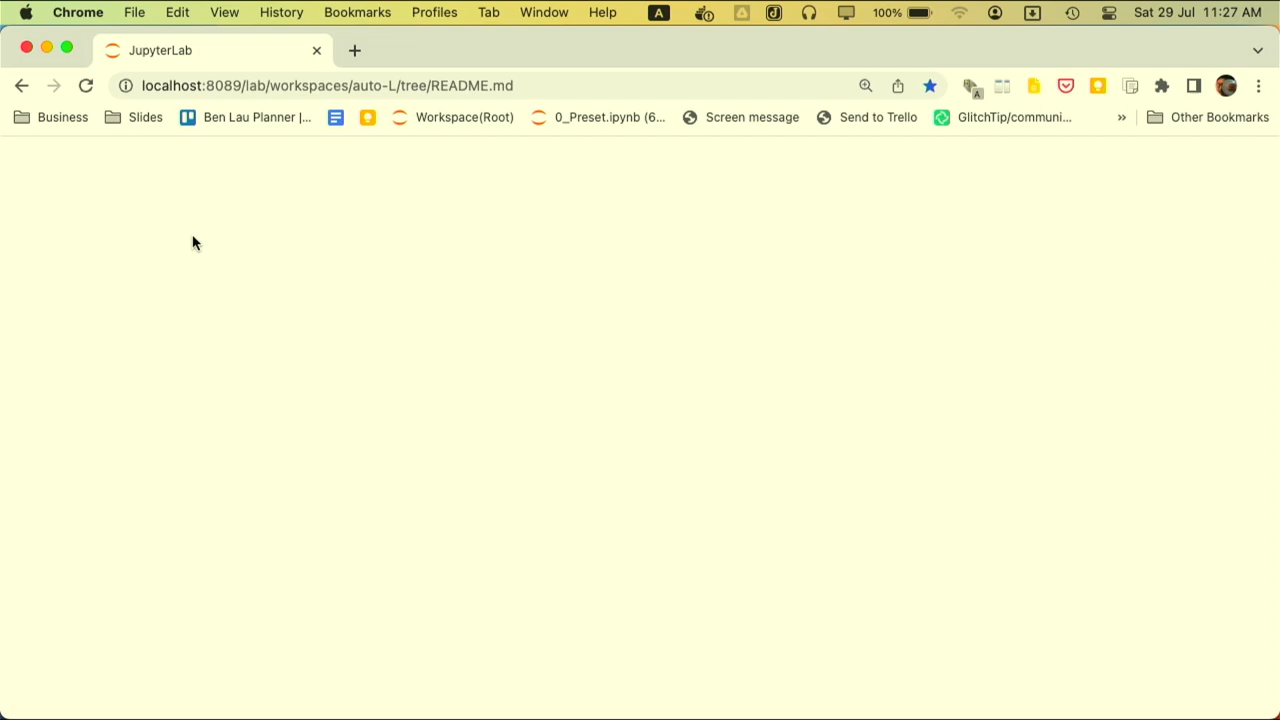 Chrome File Edit View History Bookmarks Profiles Tab Window Help A 100% Sat 29 Jul 11:27 AM
JupyterLab
localhost:8089/lab/workspaces/auto-L/tree/README.md
Business Slides Ben Lau Planner |... Workspace(Root) 0_Preset.ipynb (6... Screen message Send to Trello GlitchTip/communi... » Other Bookmarks